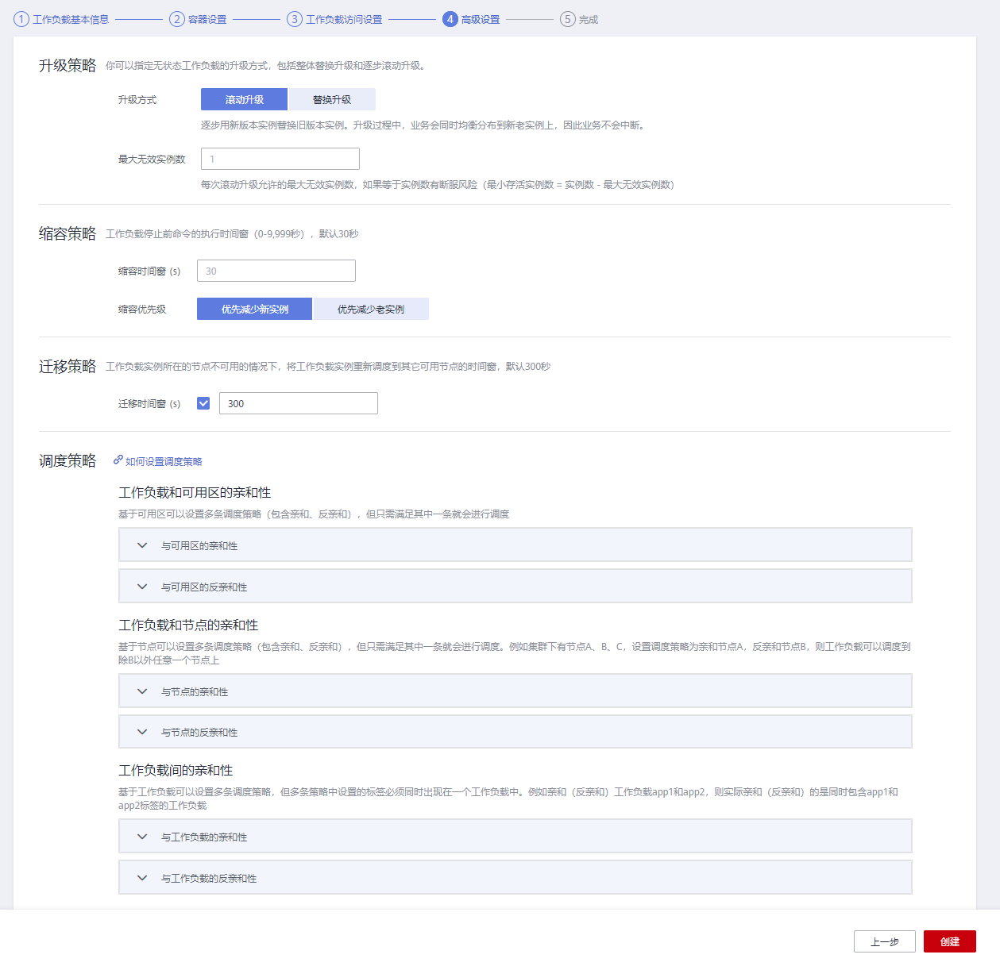 1 工作负载基本信息 2 容器设置 3 工作负载访问设置 4 高级设置 5 完成
升级策略 你可以指定无状态工作负载的升级方式，包括整体替换升级和逐步滚动升级。
升级方式 滚动升级 替换升级
逐步用新版本实例替换旧版本实例。升级过程中，业务会同时均衡分布到新老实例上，因此业务不会中断。
最大无效实例数 1
每次滚动升级允许的最大无效实例数，如果等于实例数有断服风险（最小存活实例数 = 实例数 - 最大无效实例数）
缩容策略 工作负载停止前命令的执行时间窗（0-9,999秒），默认30秒
缩容时间窗 (s) 30
缩容优先级 优先减少新实例 优先减少老实例
迁移策略 工作负载实例所在的节点不可用的情况下，将工作负载实例重新调度到其它可用节点的时间窗，默认300秒
迁移时间窗 (s) 300
调度策略 如何设置调度策略
工作负载和可用区的亲和性
基于可用区可以设置多条调度策略（包含亲和、反亲和），但只需满足其中一条就会进行调度
与可用区的亲和性
与可用区的反亲和性
工作负载和节点的亲和性
基于节点可以设置多条调度策略（包含亲和、反亲和），但只需满足其中一条就会进行调度。例如集群下有节点A、B、C，设置调度策略为亲和节点A，反亲和节点B，则工作负载可以调度到
除B以外任意一个节点上
与节点的亲和性
与节点的反亲和性
工作负载间的亲和性
基于工作负载可以设置多条调度策略，但多条策略中设置的标签必须同时出现在一个工作负载中。例如亲和（反亲和）工作负载app1和app2，则实际亲和（反亲和）的是同时包含app1和
app2标签的工作负载
与工作负载的亲和性
与工作负载的反亲和性
上一步 创建